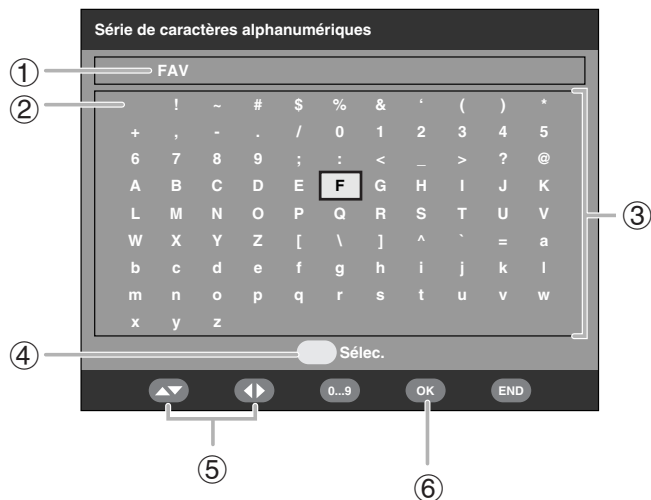 Série de caractères alphanumériques
① FAV
② ! ~ # $ % & ‘ ( ) *
+ , - . / 0 1 2 3 4 5
6 7 8 9 ; : < _ > ? @
A B C D E F G H I J K
L M N O P Q R S T U V
③
W X Y Z [ \ ] ^ ` = a
b c d e f g h i j k l
m n o p q r s t u v w
x y z
④ Sélec.
0...9 OK END
⑤ ⑥